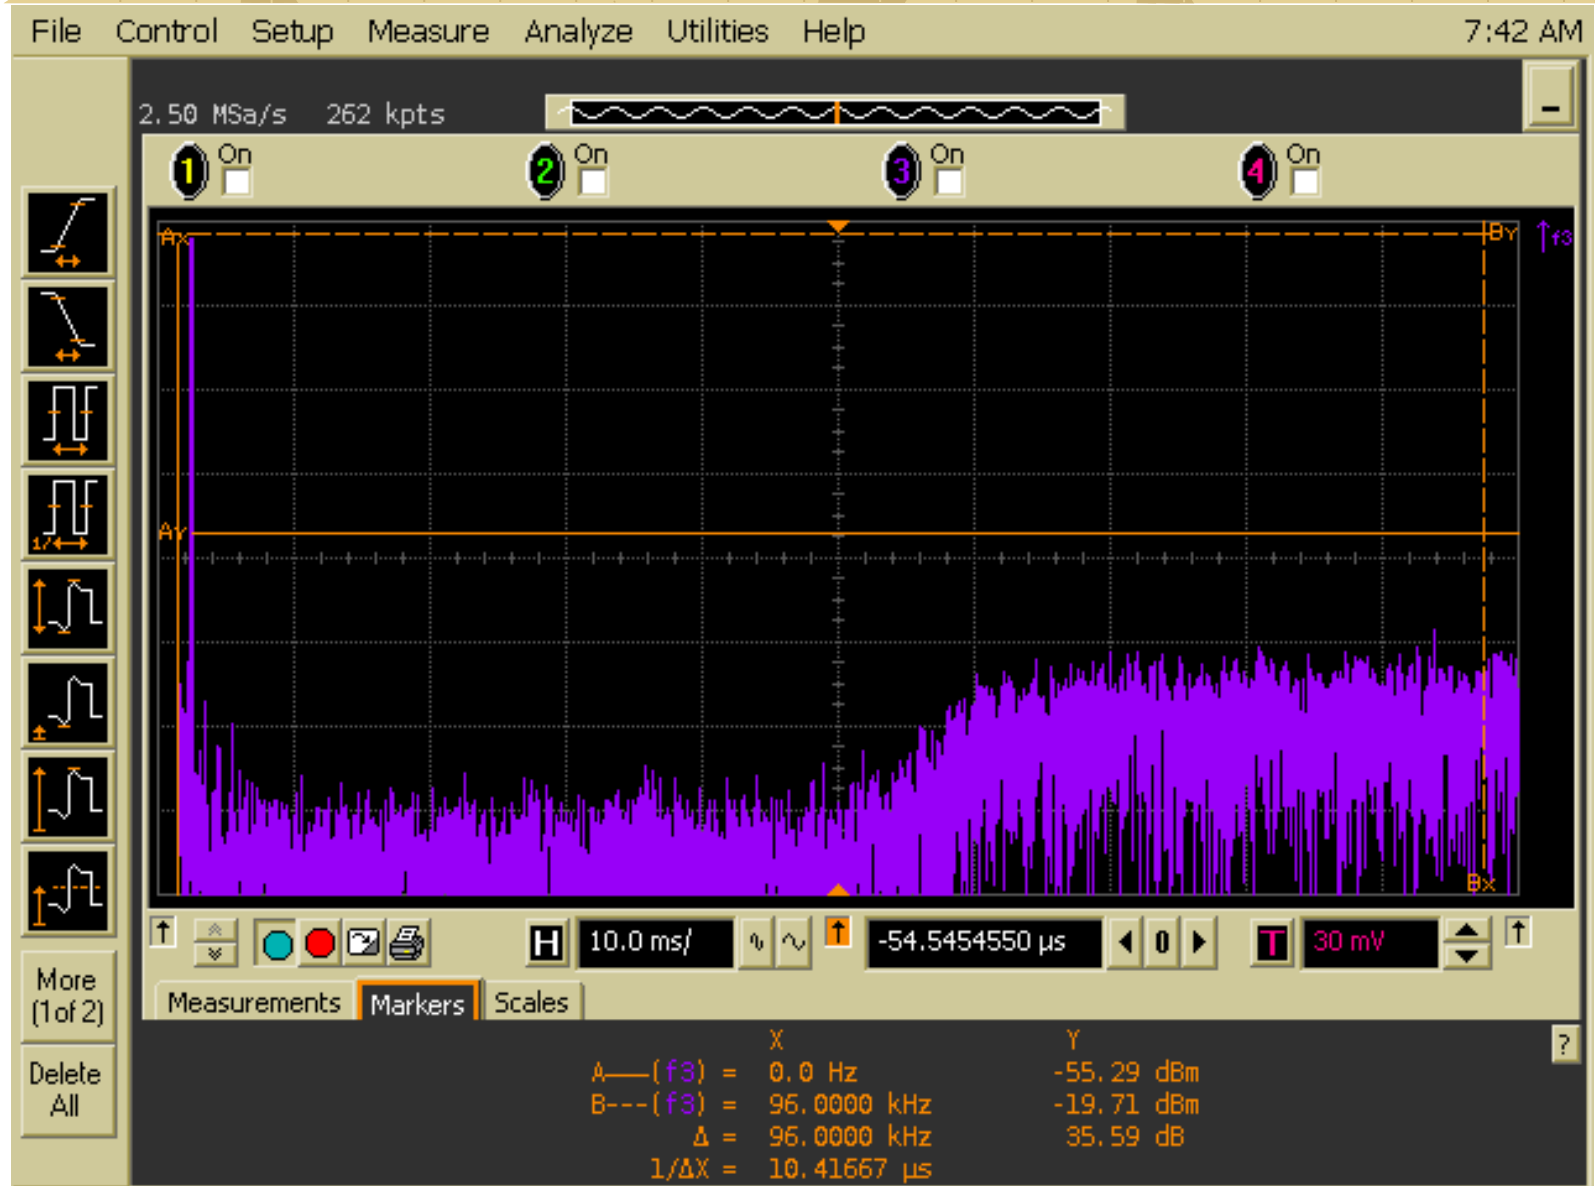 File Control Setup Measure Analyze Utilities Help 7:42 AM
2.50 MSa/s 262 kpts
1 On 2 On 3 On 4 On
Ax By f3
Ay
Bx
H 10.0 ms/ -54.5454550 µs 0 T 30 mV
More
(1of 2)
Delete
All
Measurements Markers Scales
X Y ?
A——(f3) = 0.0 Hz -55.29 dBm
B---(f3) = 96.0000 kHz -19.71 dBm
Δ = 96.0000 kHz 35.59 dB
1/ΔX = 10.41667 µs